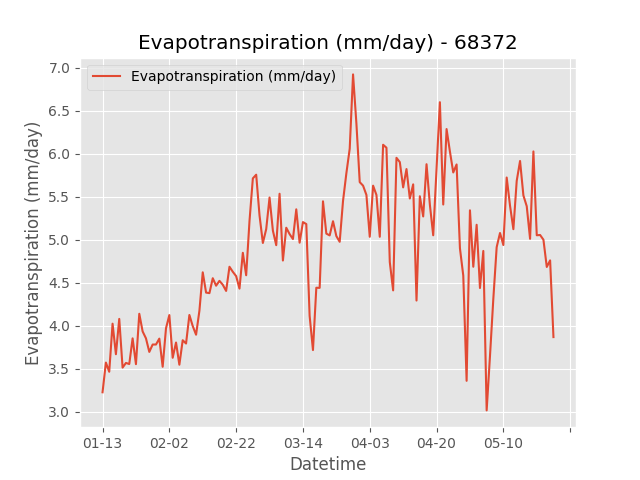 Evapotranspiration (mm/day) - 68372
Evapotranspiration (mm/day)
Evapotranspiration (mm/day)
7.0
6.5
6.0
5.5
5.0
4.5
4.0
3.5
3.0
01-13 02-02 02-22 03-14 04-03 04-20 05-10
Datetime